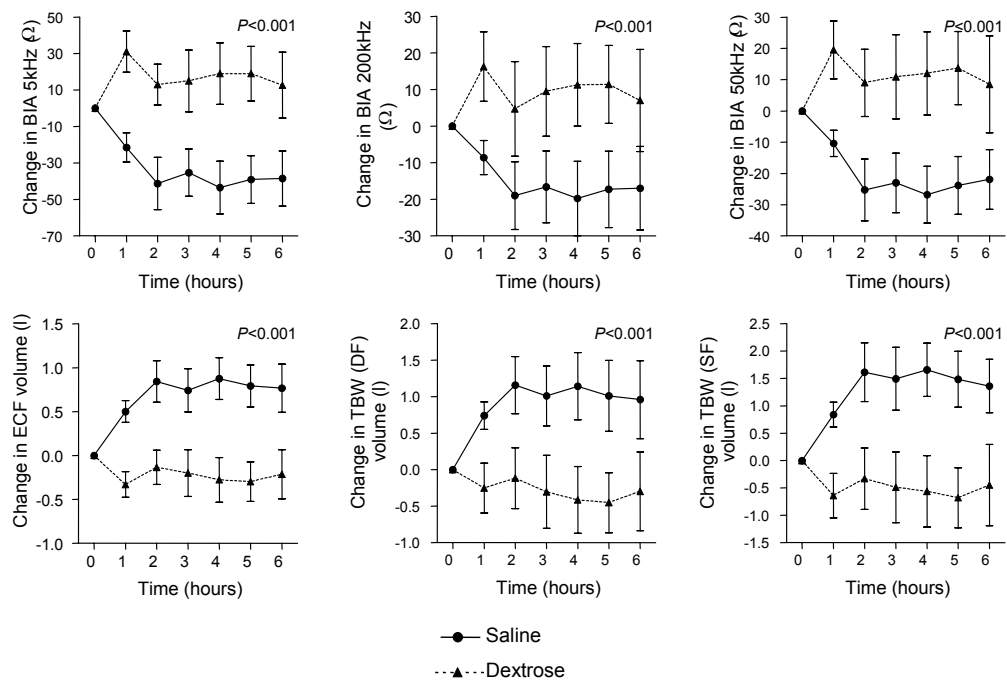 P<0.001
Change in BIA 5kHz (Ω)
50
30
10
-10
-30
-50
-70
0 1 2 3 4 5 6
Time (hours)
P<0.001
Change in BIA 200kHz
(Ω)
30
20
10
0
-10
-20
-30
0 1 2 3 4 5 6
Time (hours)
P<0.001
Change in BIA 50kHz (Ω)
30
20
10
0
-10
-20
-30
-40
0 1 2 3 4 5 6
Time (hours)
P<0.001
Change in ECF volume (l)
1.5
1.0
0.5
0.0
-0.5
-1.0
0 1 2 3 4 5 6
Time (hours)
P<0.001
Change in TBW (DF)
volume (l)
2.0
1.5
1.0
0.5
0.0
-0.5
-1.0
0 1 2 3 4 5 6
Time (hours)
P<0.001
Change in TBW (SF)
volume (l)
2.5
2.0
1.5
1.0
0.5
0.0
-0.5
-1.0
-1.5
0 1 2 3 4 5 6
Time (hours)
Saline
Dextrose